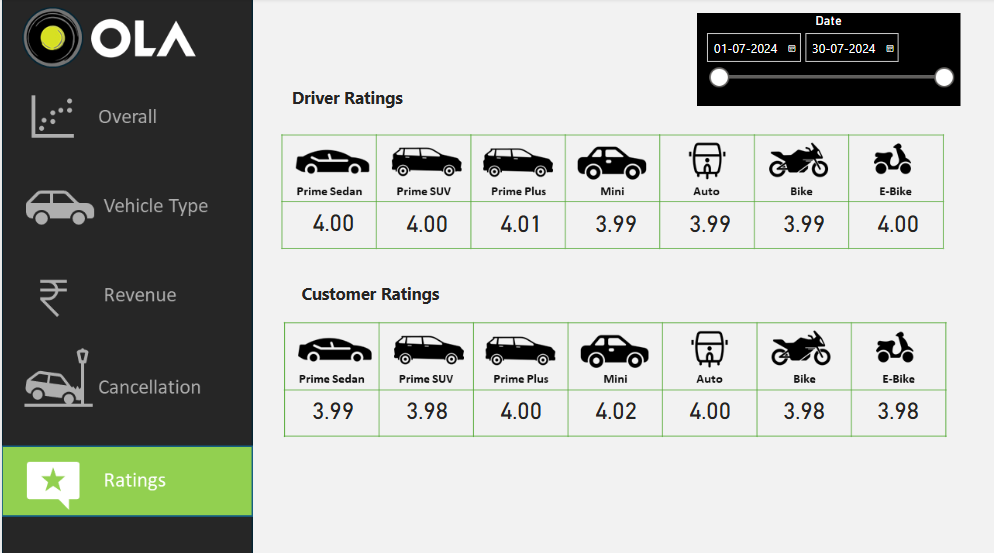 OLA
Overall
Vehicle Type
Revenue
Cancellation
Ratings
Date
01-07-2024 30-07-2024
Driver Ratings
Prime Sedan Prime SUV Prime Plus Mini Auto Bike E-Bike
4.00 4.00 4.01 3.99 3.99 3.99 4.00
Customer Ratings
Prime Sedan Prime SUV Prime Plus Mini Auto Bike E-Bike
3.99 3.98 4.00 4.02 4.00 3.98 3.98